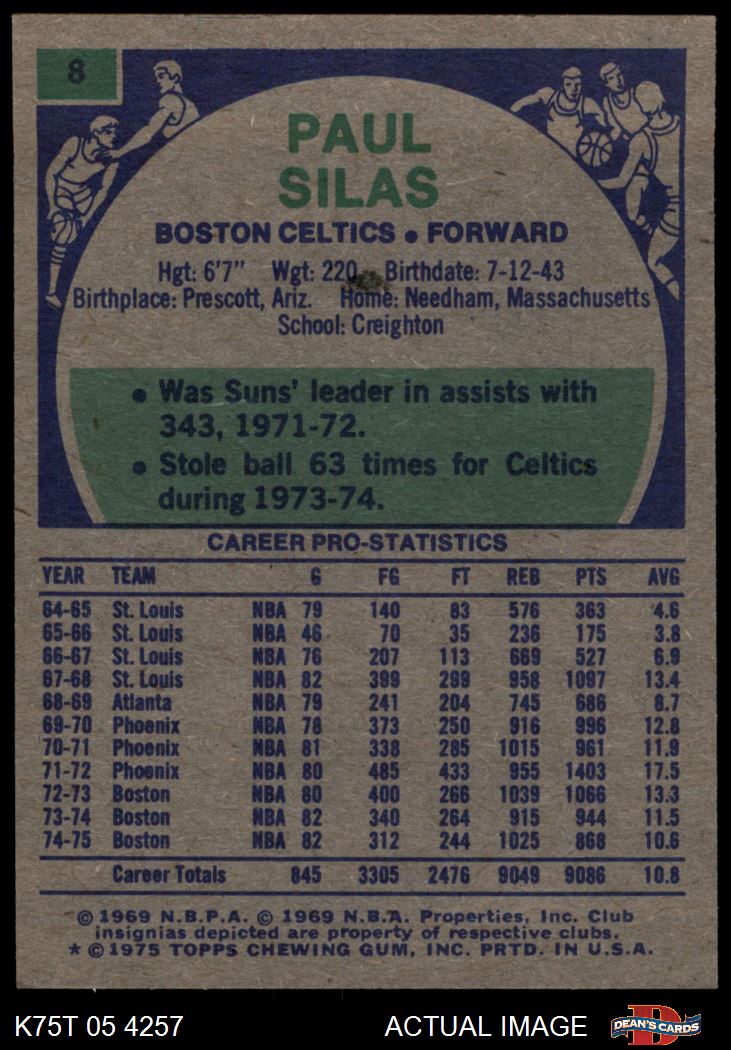 8
PAUL
SILAS
BOSTON CELTICS • FORWARD
Hgt: 6'7" Wgt: 220 Birthdate: 7-12-43
Birthplace: Prescott, Ariz. Home: Needham, Massachusetts
School: Creighton
• Was Suns' leader in assists with
343, 1971-72.
• Stole ball 63 times for Celtics
during 1973-74.
CAREER PRO-STATISTICS
YEAR TEAM G FG FT REB PTS AVG
64-65 St. Louis NBA 79 140 83 576 363 4.6
65-66 St. Louis NBA 46 70 35 236 175 3.8
66-67 St. Louis NBA 76 207 113 669 527 6.9
67-68 St. Louis NBA 82 399 299 958 1097 13.4
68-69 Atlanta NBA 79 241 204 745 686 8.7
69-70 Phoenix NBA 78 373 250 916 996 12.8
70-71 Phoenix NBA 81 338 285 1015 961 11.9
71-72 Phoenix NBA 80 485 433 955 1403 17.5
72-73 Boston NBA 80 400 266 1039 1066 13.3
73-74 Boston NBA 82 340 264 915 944 11.5
74-75 Boston NBA 82 312 244 1025 868 10.6
Career Totals 845 3305 2476 9049 9086 10.8
© 1969 N.B.P.A. © 1969 N.B.A. Properties, Inc. Club
insignias depicted are property of respective clubs.
* © 1975 TOPPS CHEWING GUM, INC. PRTD. IN U.S.A.
K75T 05 4257 ACTUAL IMAGE DEAN'S CARDS